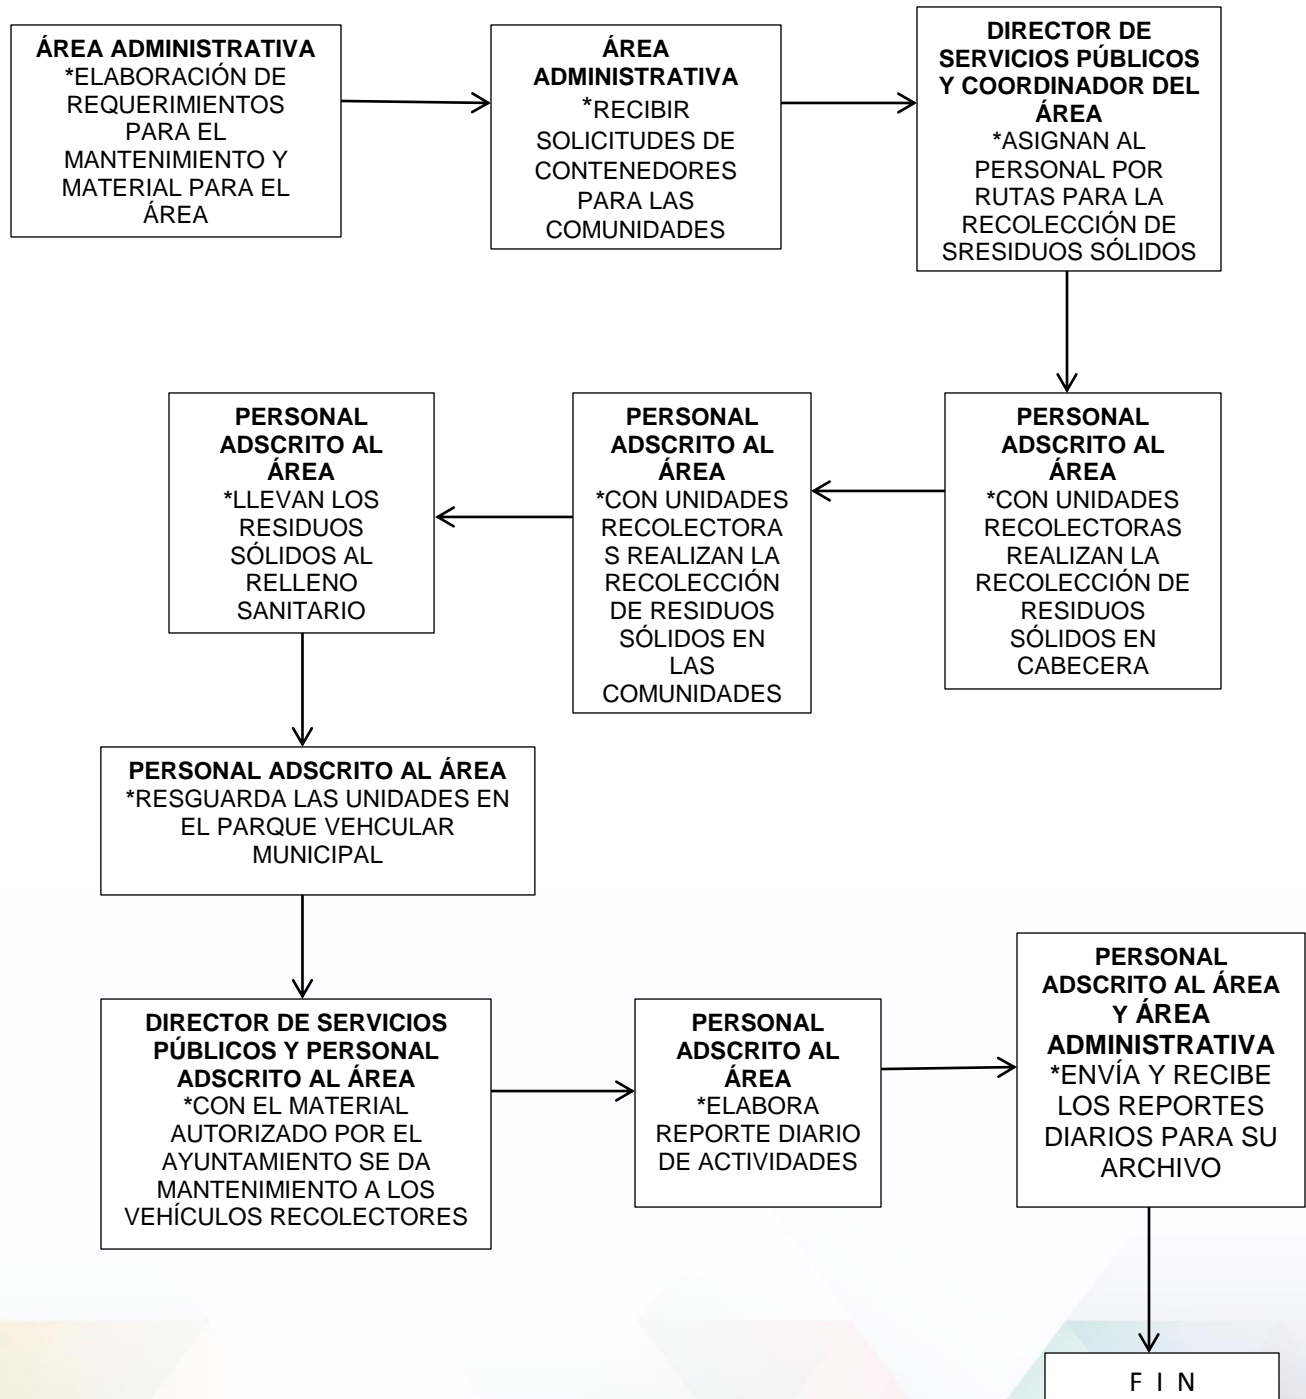 ÁREA ADMINISTRATIVA
*ELABORACIÓN DE
REQUERIMIENTOS
PARA EL
MANTENIMIENTO Y
MATERIAL PARA EL
ÁREA
ÁREA
ADMINISTRATIVA
*RECIBIR
SOLICITUDES DE
CONTENEDORES
PARA LAS
COMUNIDADES
DIRECTOR DE
SERVICIOS PÚBLICOS
Y COORDINADOR DEL
ÁREA
*ASIGNAN AL
PERSONAL POR
RUTAS PARA LA
RECOLECCIÓN DE
SRESIDUOS SÓLIDOS
PERSONAL
ADSCRITO AL
ÁREA
*CON UNIDADES
RECOLECTORAS
REALIZAN LA
RECOLECCIÓN DE
RESIDUOS
SÓLIDOS EN
CABECERA
PERSONAL
ADSCRITO AL
ÁREA
*CON UNIDADES
RECOLECTORA
S REALIZAN LA
RECOLECCIÓN
DE RESIDUOS
SÓLIDOS EN
LAS
COMUNIDADES
PERSONAL
ADSCRITO AL
ÁREA
*LLEVAN LOS
RESIDUOS
SÓLIDOS AL
RELLENO
SANITARIO
PERSONAL ADSCRITO AL ÁREA
*RESGUARDA LAS UNIDADES EN
EL PARQUE VEHCULAR
MUNICIPAL
DIRECTOR DE SERVICIOS
PÚBLICOS Y PERSONAL
ADSCRITO AL ÁREA
*CON EL MATERIAL
AUTORIZADO POR EL
AYUNTAMIENTO SE DA
MANTENIMIENTO A LOS
VEHÍCULOS RECOLECTORES
PERSONAL
ADSCRITO AL
ÁREA
*ELABORA
REPORTE DIARIO
DE ACTIVIDADES
PERSONAL
ADSCRITO AL ÁREA
Y ÁREA
ADMINISTRATIVA
*ENVÍA Y RECIBE
LOS REPORTES
DIARIOS PARA SU
ARCHIVO
F I N